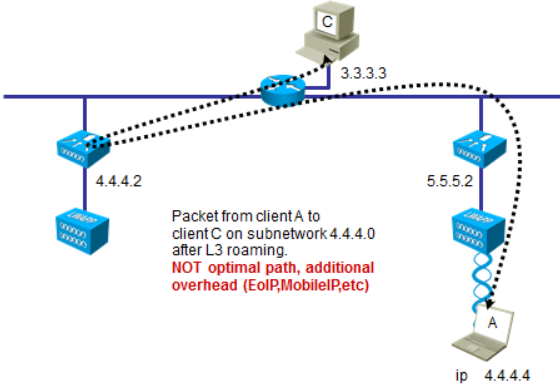 C
3.3.3.3
4.4.4.2
5.5.5.2
LWAPP
LWAPP
Packet from client A to
client C on subnetwork 4.4.4.0
after L3 roaming.
NOT optimal path, additional
overhead (EoIP,MobileIP,etc)
A
ip 4.4.4.4